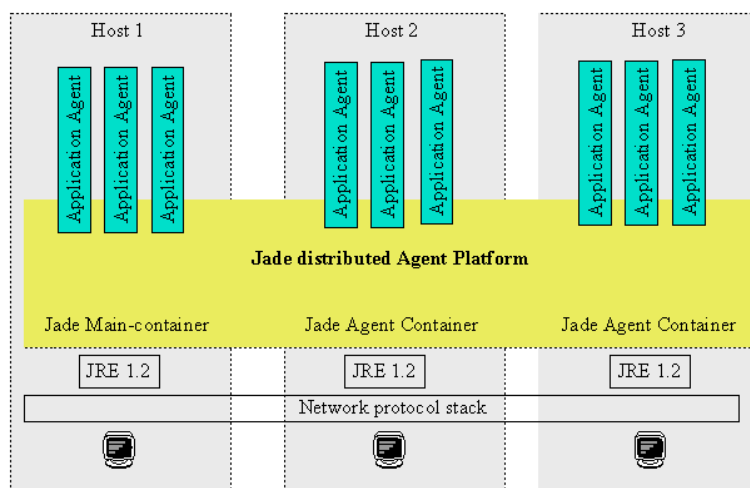 Host 1
Host 2
Host 3
Application Agent
Application Agent
Application Agent
Application Agent
Application Agent
Application Agent
Application Agent
Application Agent
Application Agent
Jade distributed Agent Platform
Jade Main-container
Jade Agent Container
Jade Agent Container
JRE 1.2
JRE 1.2
JRE 1.2
Network protocol stack